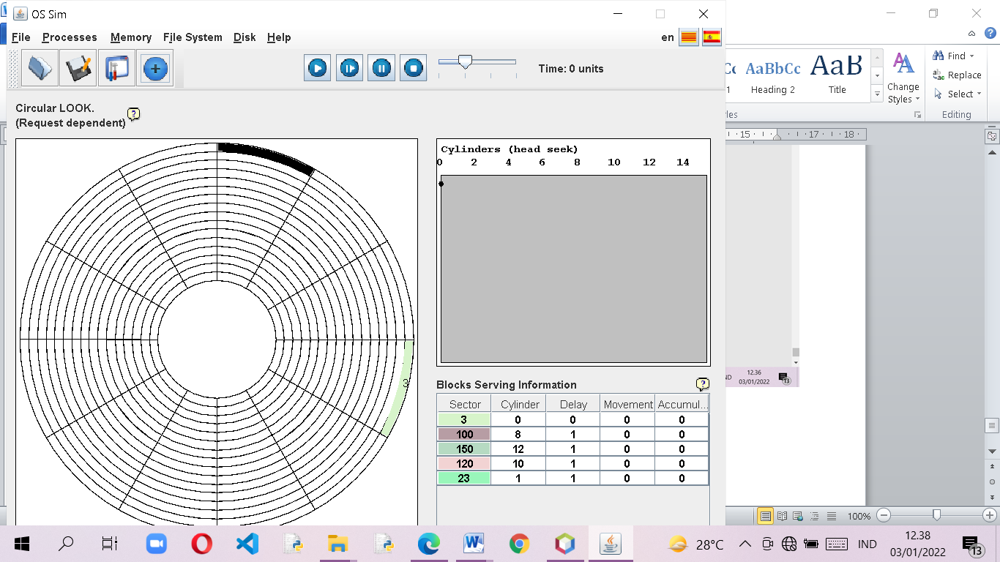 OS Sim
File Processes Memory File System Disk Help
en
Time: 0 units
Circular LOOK.
(Request dependent)
3
Cylinders (head seek)
0 2 4 6 8 10 12 14
Blocks Serving Information
Sector Cylinder Delay Movement Accumul...
3 0 0 0 0
100 8 1 0 0
150 12 1 0 0
120 10 1 0 0
23 1 1 0 0
AaBbCc AaB
1 Heading 2 Title
Change
Styles
Find
Replace
Select
Editing
15 17 18
12.36
03/01/2022
13
100%
W
28°C
IND
12.38
03/01/2022
13